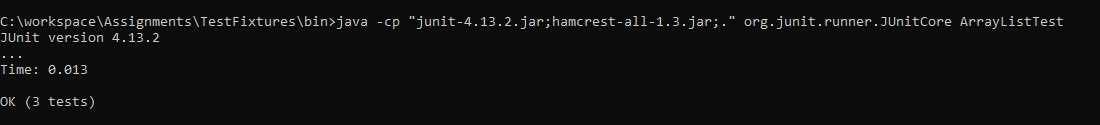 C:\workspace\Assignments\TestFixtures\bin>java -cp "junit-4.13.2.jar;hamcrest-all-1.3.jar;." org.junit.runner.JUnitCore ArrayListTest
JUnit version 4.13.2
...
Time: 0.013
OK (3 tests)